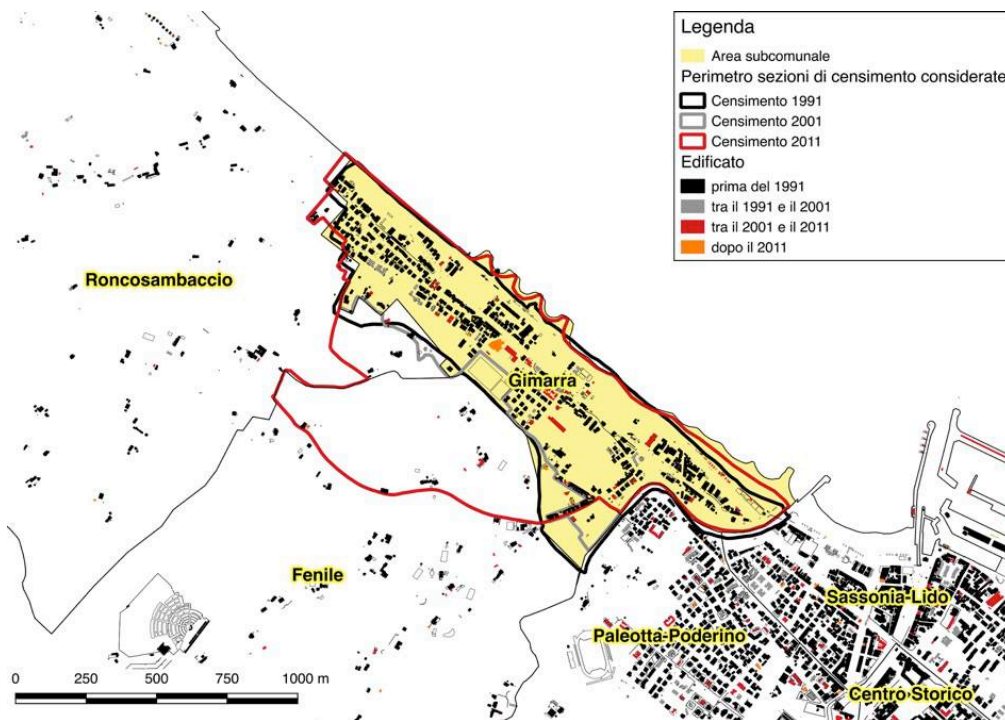 Legenda
Area subcomunale
Perimetro sezioni di censimento considerate
Censimento 1991
Censimento 2001
Censimento 2011
Edificato
prima del 1991
tra il 1991 e il 2001
tra il 2001 e il 2011
dopo il 2011
Roncosambaccio
Gimarra
Fenile
Sassonia-Lido
Paleotta-Poderino
Centro Storico
0 250 500 750 1000 m